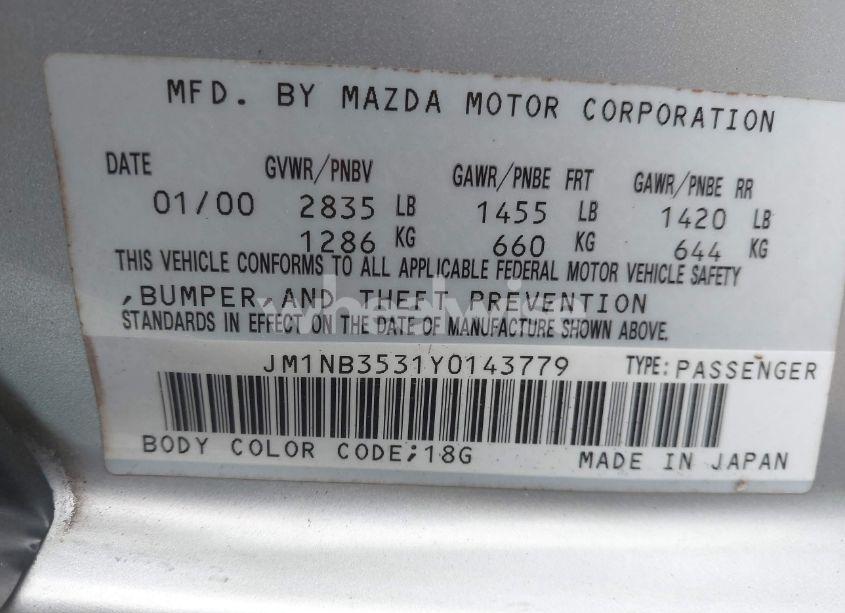 MFD. BY MAZDA MOTOR CORPORATION
DATE GVWR/PNBV GAWR/PNBE FRT GAWR/PNBE RR
01/00 2835 LB 1455 LB 1420 LB
1286 KG 660 KG 644 KG
THIS VEHICLE CONFORMS TO ALL APPLICABLE FEDERAL MOTOR VEHICLE SAFETY
,BUMPER,AND THEFT PREVENTION
STANDARDS IN EFFECT ON THE DATE OF MANUFACTURE SHOWN ABOVE.
JM1NB3531Y0143779 TYPE:PASSENGER
BODY COLOR CODE;18G MADE IN JAPAN